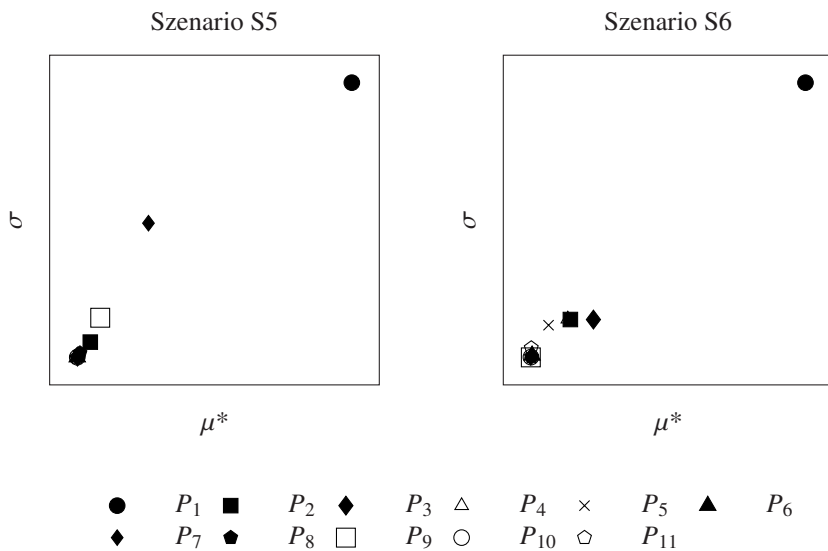 Szenario S5
Szenario S6
σ
σ
μ*
μ*
P1 P2 P3 P4 P5 P6
P7 P8 P9 P10 P11